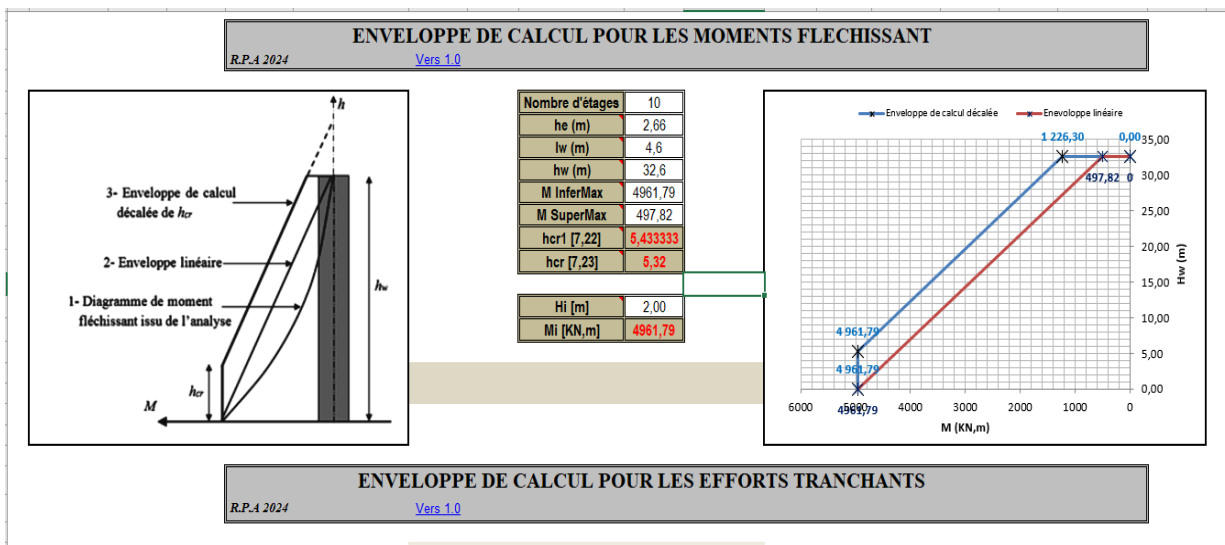 ENVELOPPE DE CALCUL POUR LES MOMENTS FLECHISSANT
R.P.A 2024 Vers 1.0
h
3- Enveloppe de calcul
décalée de hcr
2- Enveloppe linéaire
1- Diagramme de moment
fléchissant issu de l'analyse
hw
hcr
M
Nombre d'étages 10
he (m) 2,66
lw (m) 4,6
hw (m) 32,6
M InferMax 4961,79
M SuperMax 497,82
hcr1 [7,22] 5,433333
hcr [7,23] 5,32
Hi [m] 2,00
Mi [KN,m] 4961,79
Enveloppe de calcul décalée Envoloppe linéaire
1 226,30 0,00
497,82 0
4 961,79
4 961,79
4961,79
35,00
30,00
25,00
20,00
15,00
10,00
5,00
0,00
Hw (m)
6000 5000 4000 3000 2000 1000 0
M (KN,m)
ENVELOPPE DE CALCUL POUR LES EFFORTS TRANCHANTS
R.P.A 2024 Vers 1.0